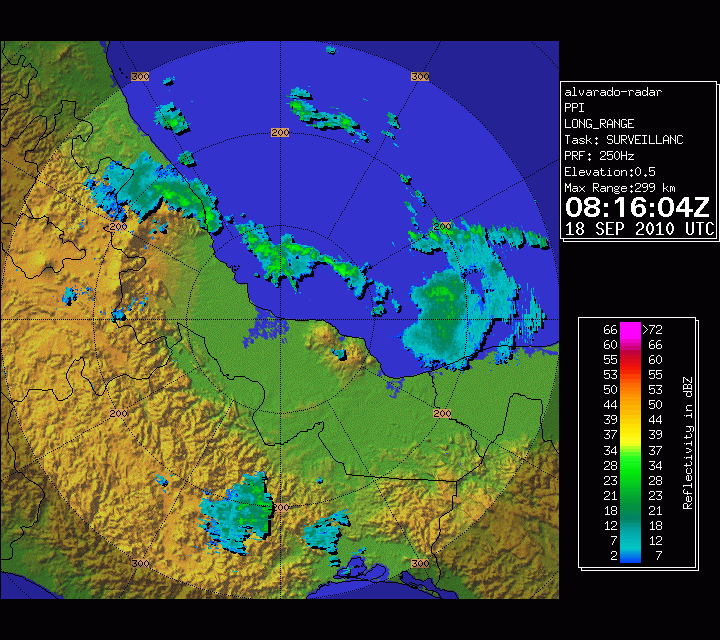 300 300
200
200 200
200 200
200
300 300
alvarado-radar
PPI
LONG_RANGE
Task: SURVEILLANC
PRF: 250Hz
Elevation:0.5
Max Range:299 km
08:16:04Z
18 SEP 2010 UTC
66 >72
60 66
55 60
53 55
50 53
44 50
39 44
37 39
34 37
28 34
23 28
21 23
18 21
12 18
7 12
2 7
Reflectivity in dBZ